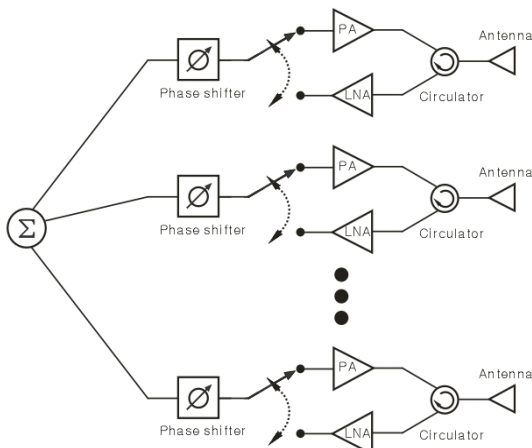 PA
Antenna
Phase shifter
LNA
Circulator
PA
Antenna
Σ
Phase shifter
LNA
Circulator
PA
Antenna
Phase shifter
LNA
Circulator